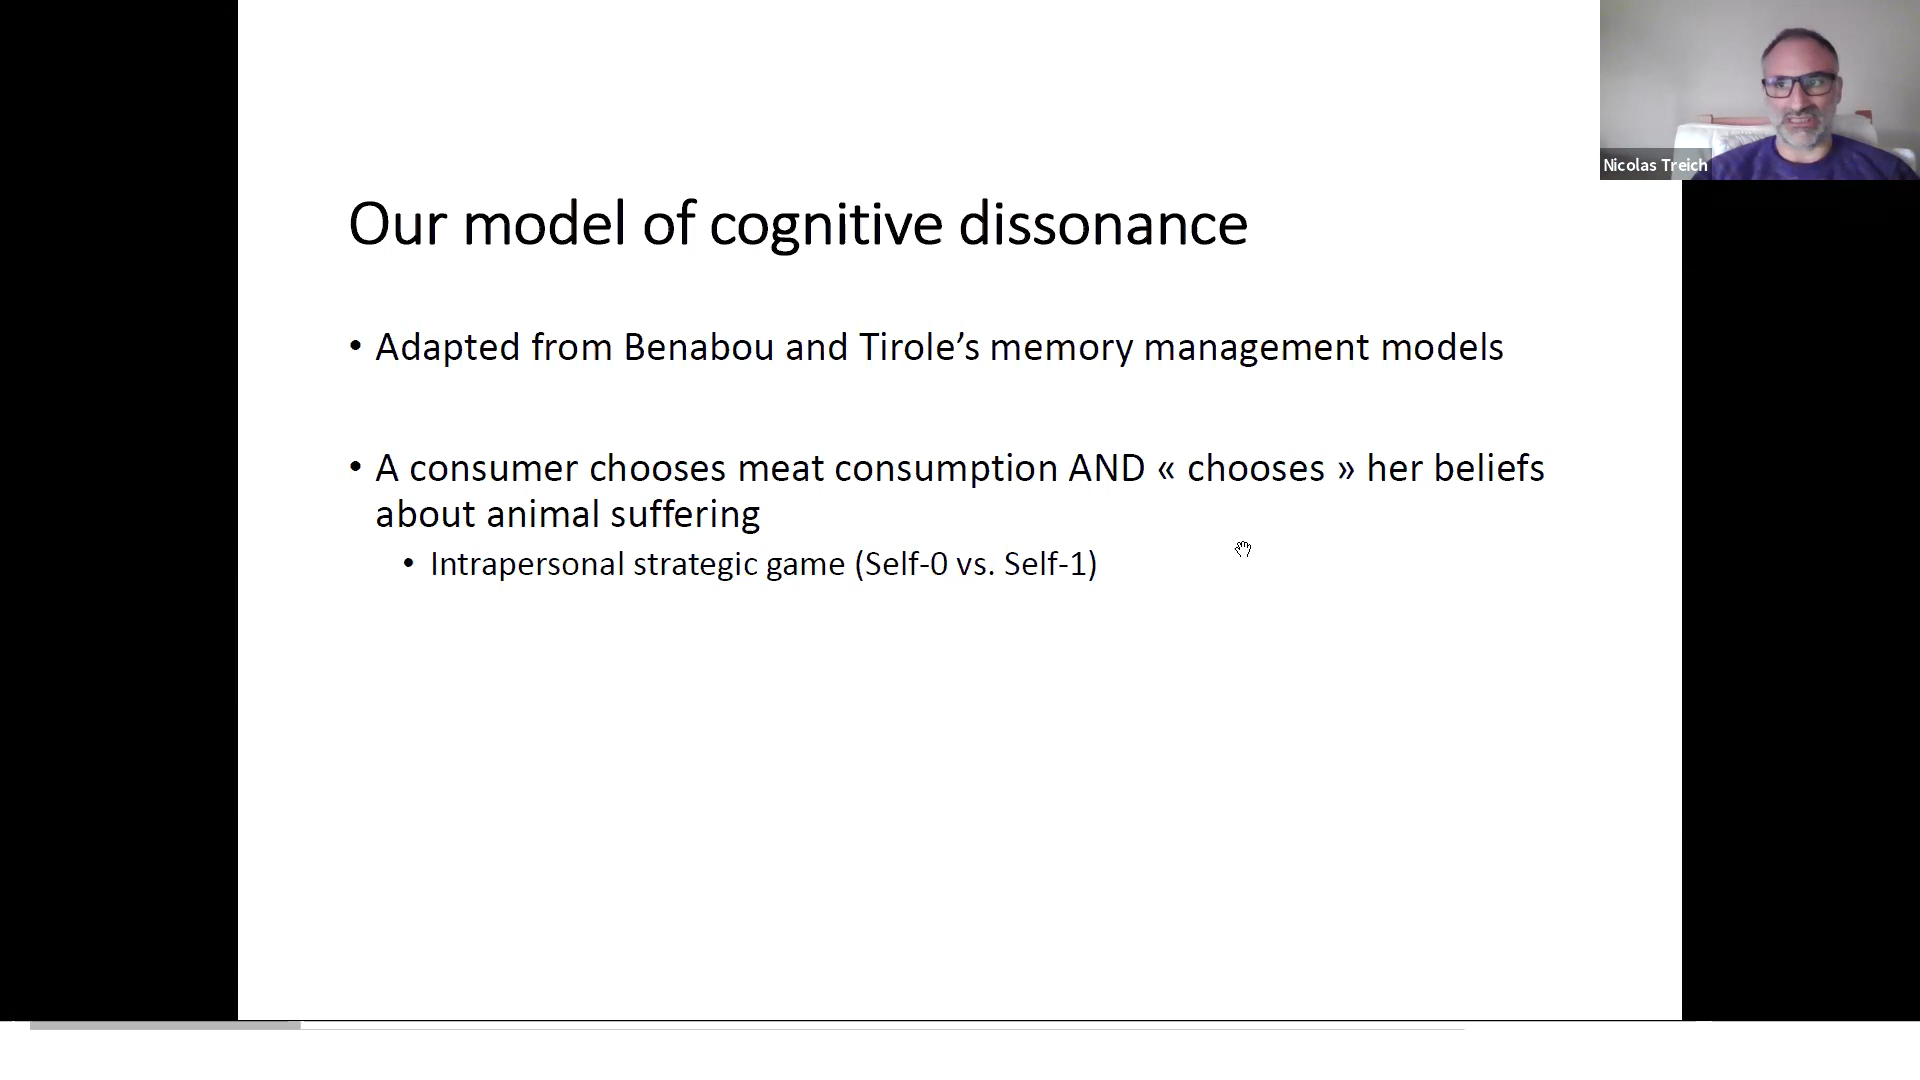 Nicolas Treich
Our model of cognitive dissonance
• Adapted from Benabou and Tirole’s memory management models
• A consumer chooses meat consumption AND « chooses » her beliefs
about animal suffering
• Intrapersonal strategic game (Self-0 vs. Self-1)